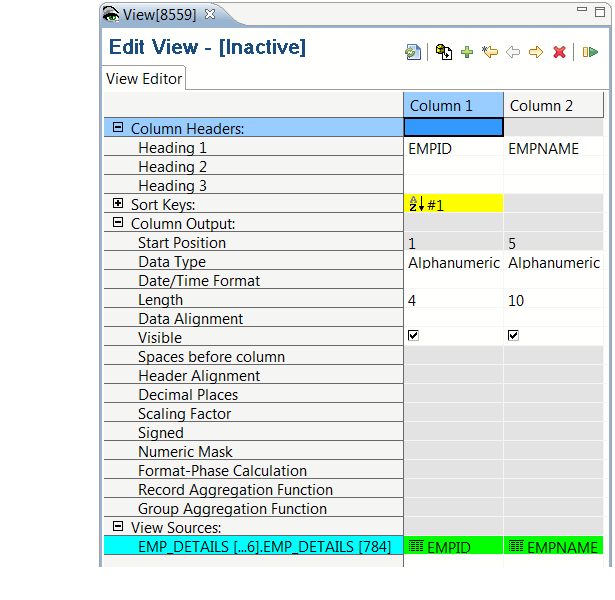 View[8559]
Edit View - [Inactive]
View Editor
Column 1 Column 2
Column Headers:
Heading 1 EMPID EMPNAME
Heading 2
Heading 3
Sort Keys: #1
Column Output:
Start Position 1 5
Data Type Alphanumeric Alphanumeric
Date/Time Format
Length 4 10
Data Alignment
Visible
Spaces before column
Header Alignment
Decimal Places
Scaling Factor
Signed
Numeric Mask
Format-Phase Calculation
Record Aggregation Function
Group Aggregation Function
View Sources:
EMP_DETAILS [...6].EMP_DETAILS [784] EMPID EMPNAME